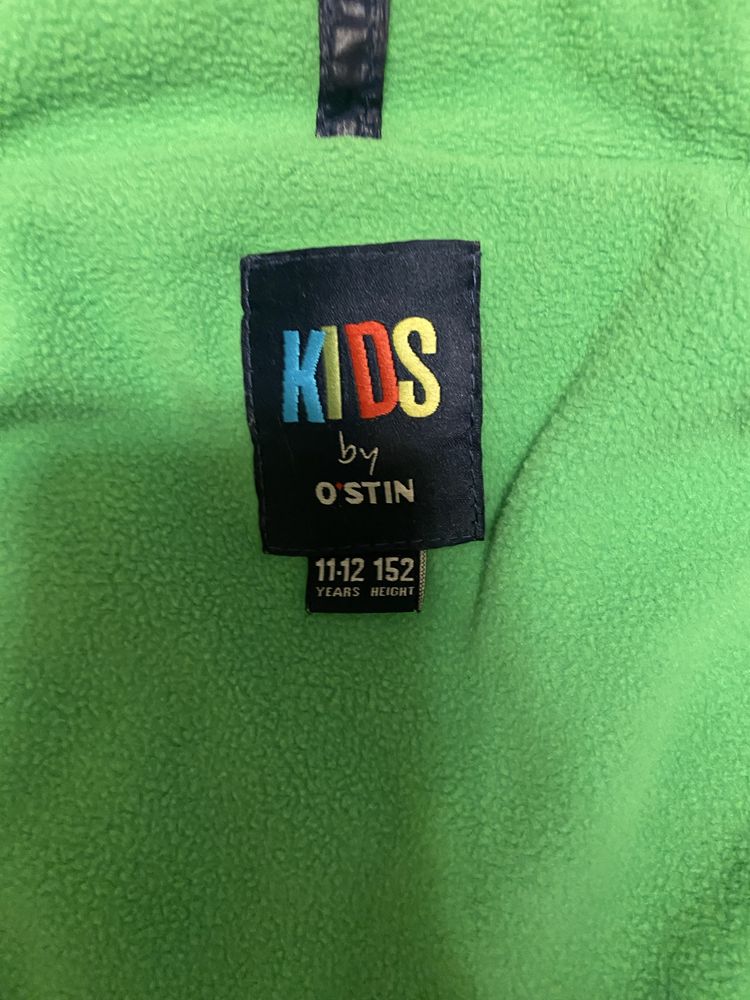 KIDS
by
O'STIN
11-12 152
YEARS HEIGHT